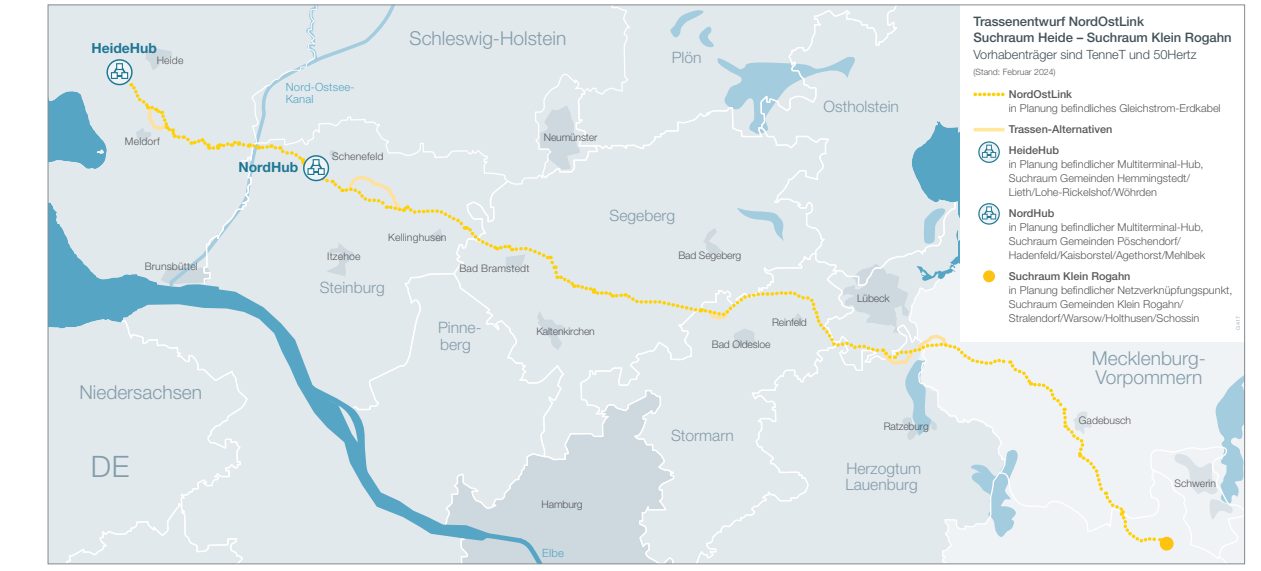 Trassenentwurf NordOstLink
Suchraum Heide – Suchraum Klein Rogahn
Vorhabenträger sind TenneT und 50Hertz
(Stand: Februar 2024)
NordOstLink
in Planung befindliches Gleichstrom-Erdkabel
Trassen-Alternativen
HeideHub
in Planung befindlicher Multiterminal-Hub,
Suchraum Gemeinden Hemmingstedt/
Lieth/Lohe-Rickelshof/Wöhrden
NordHub
in Planung befindlicher Multiterminal-Hub,
Suchraum Gemeinden Pöschendorf/
Hadenfeld/Kaisborstel/Agethorst/Mehlbek
Suchraum Klein Rogahn
in Planung befindlicher Netzverknüpfungspunkt,
Suchraum Gemeinden Klein Rogahn/
Stralendorf/Warsow/Holthusen/Schossin
HeideHub
Heide
Schleswig-Holstein
Plön
Nord-Ostsee-
Kanal
Ostholstein
Meldorf
Neumünster
Schenefeld
NordHub
Segeberg
Kellinghusen
Itzehoe
Bad Segeberg
Brunsbüttel
Bad Bramstedt
Steinburg
Lübeck
Pinne-
berg
Kaltenkirchen
Reinfeld
Bad Oldesloe
Mecklenburg-
Vorpommern
Niedersachsen
Gadebusch
Ratzeburg
Stormarn
DE
Herzogtum
Lauenburg
Schwerin
Hamburg
Elbe